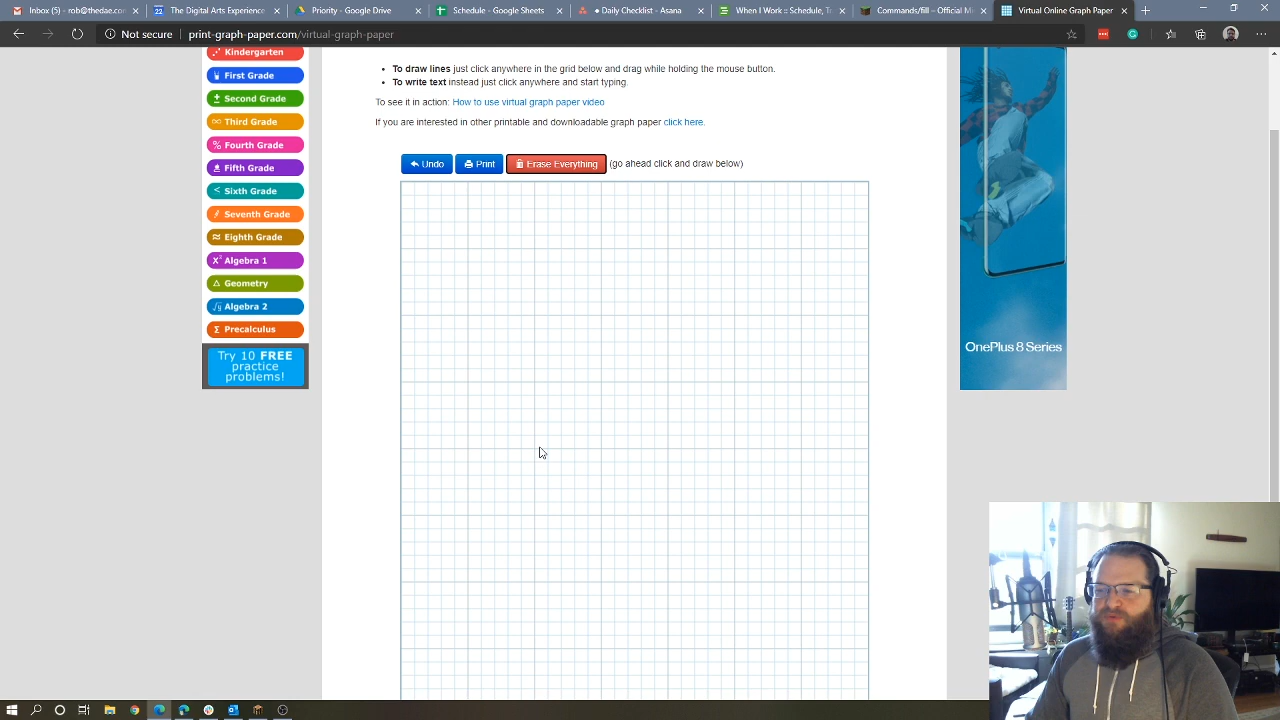 Inbox (5) - rob@thedae.co
22
The Digital Arts Experience
Priority - Google Drive
Schedule - Google Sheets
Daily Checklist - Asana
When I Work :: Schedule, T
Commands/fill – Official Mi
Virtual Online Graph Paper
Not secure
print-graph-paper.com/virtual-graph-paper
Kindergarten
First Grade
Second Grade
Third Grade
Fourth Grade
Fifth Grade
Sixth Grade
Seventh Grade
Eighth Grade
Algebra 1
Geometry
Algebra 2
Precalculus
Try 10 FREE
practice
problems!
To draw lines just click anywhere in the grid below and drag while holding the mouse button.
To write text instead just click anywhere and start typing.
To see it in action: How to use virtual graph paper video
If you are interested in other printable and downloadable graph paper click here.
Undo
Print
Erase Everything
(go ahead click and draw below)
OnePlus 8 Series